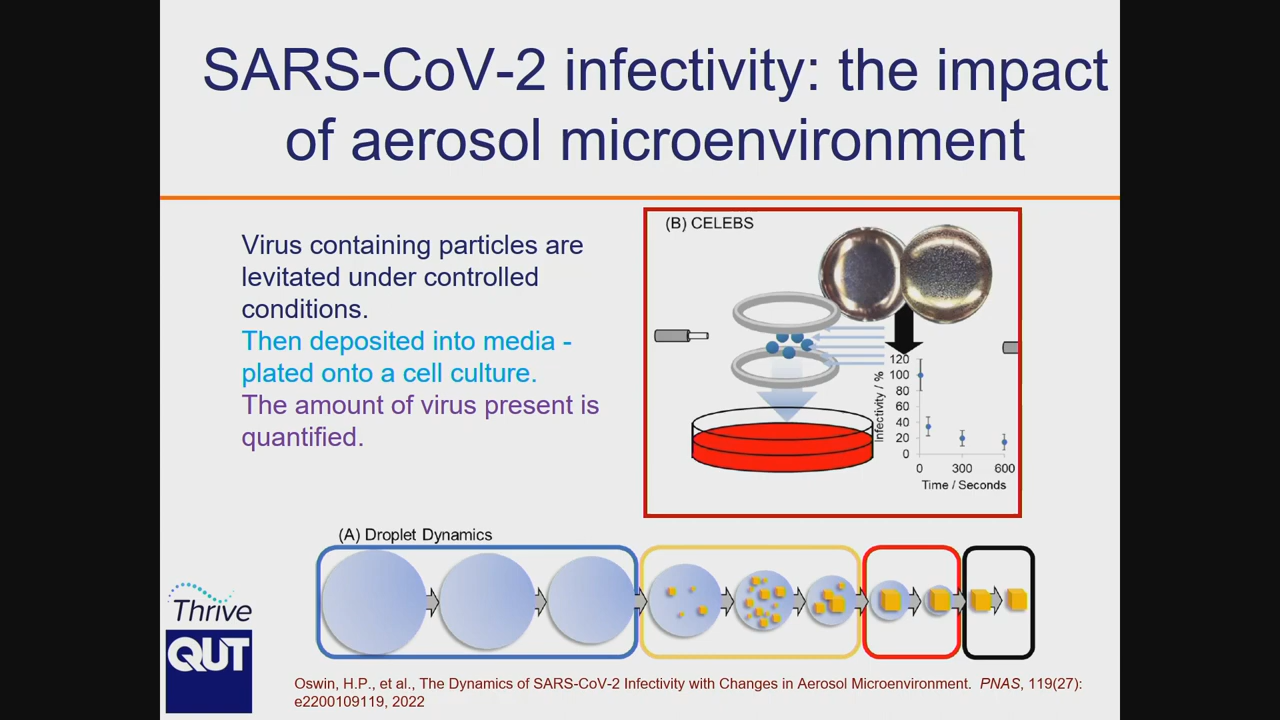 SARS-CoV-2 infectivity: the impact
of aerosol microenvironment
Virus containing particles are
levitated under controlled
conditions.
Then deposited into media -
plated onto a cell culture.
The amount of virus present is
quantified.
(B) CELEBS
Infectivity / %
120
100
80
60
40
20
0
0 300 600
Time / Seconds
(A) Droplet Dynamics
Thrive
QUT
Oswin, H.P., et al., The Dynamics of SARS-CoV-2 Infectivity with Changes in Aerosol Microenvironment. PNAS, 119(27):
e2200109119, 2022